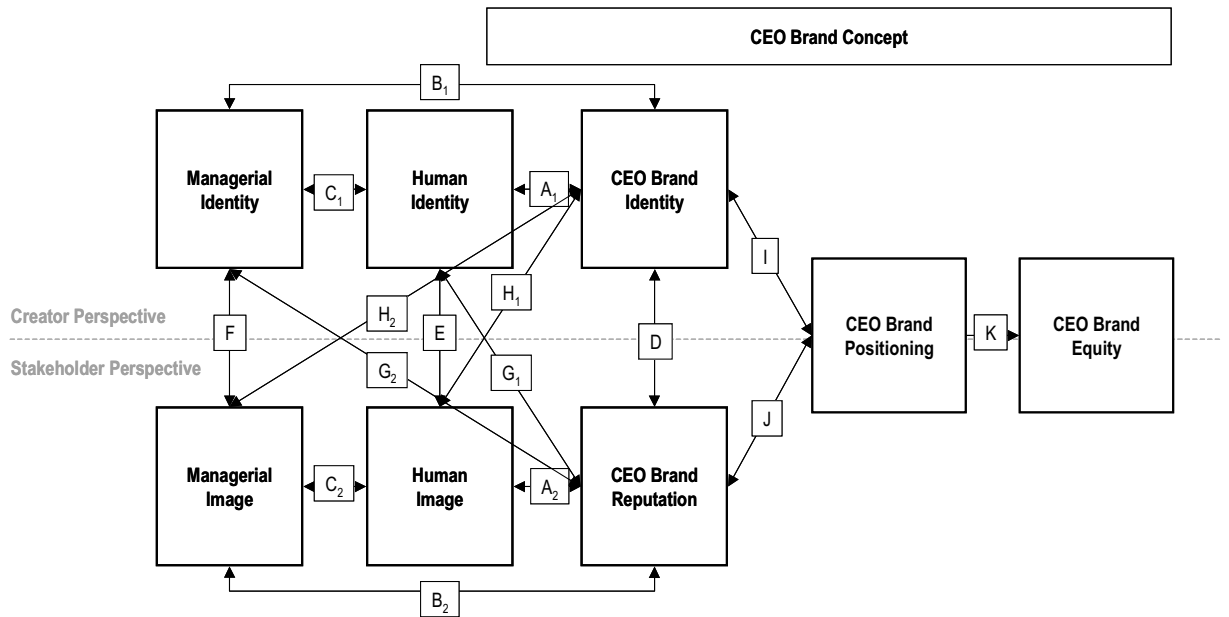 CEO Brand Concept
B₁
Managerial
Identity
C₁
Human
Identity
A₁
CEO Brand
Identity
I
H₁
H₂
Creator Perspective
F
E
D
CEO Brand
Positioning
K
CEO Brand
Equity
Stakeholder Perspective
G₂
G₁
J
Managerial
Image
C₂
Human
Image
A₂
CEO Brand
Reputation
B₂